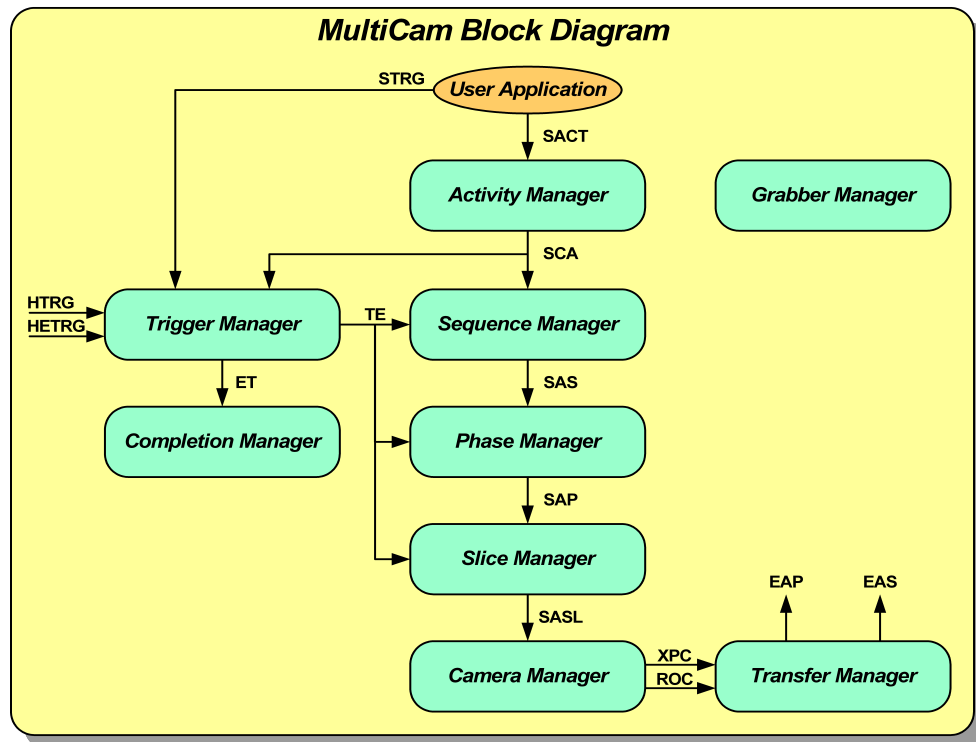 MultiCam Block Diagram
STRG
User Application
SACT
Activity Manager
Grabber Manager
SCA
HTRG
HETRG
Trigger Manager
TE
Sequence Manager
ET
SAS
Completion Manager
Phase Manager
SAP
Slice Manager
EAP
EAS
SASL
Camera Manager
XPC
ROC
Transfer Manager